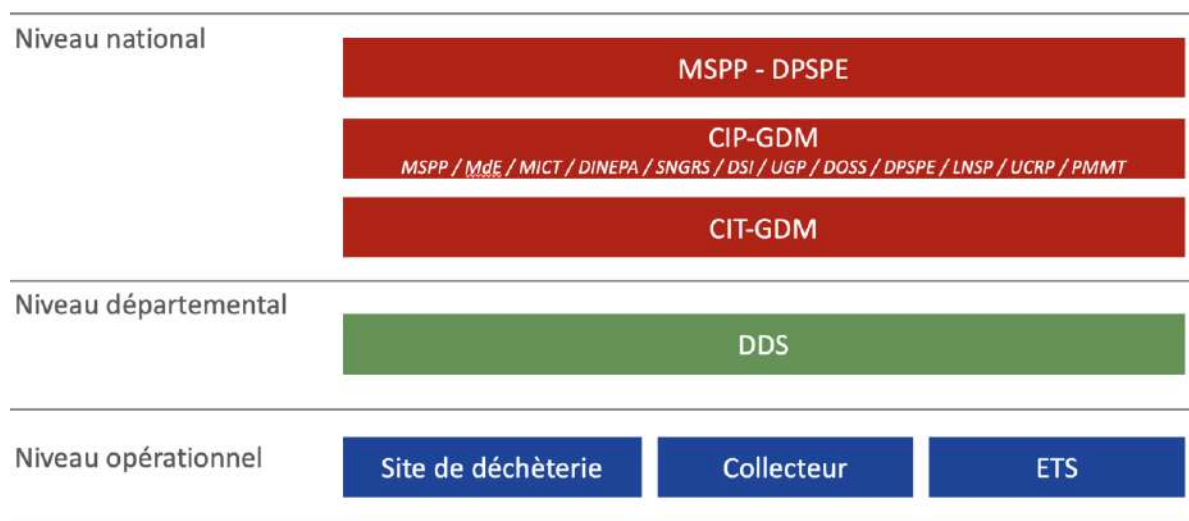 Niveau national
MSPP - DPSPE
CIP-GDM
MSPP / MdE / MICT / DINEPA / SNGRS / DSI / UGP / DOSS / DPSPE / LNSP / UCRP / PMMT
CIT-GDM
Niveau départemental
DDS
Niveau opérationnel
Site de déchèterie
Collecteur
ETS